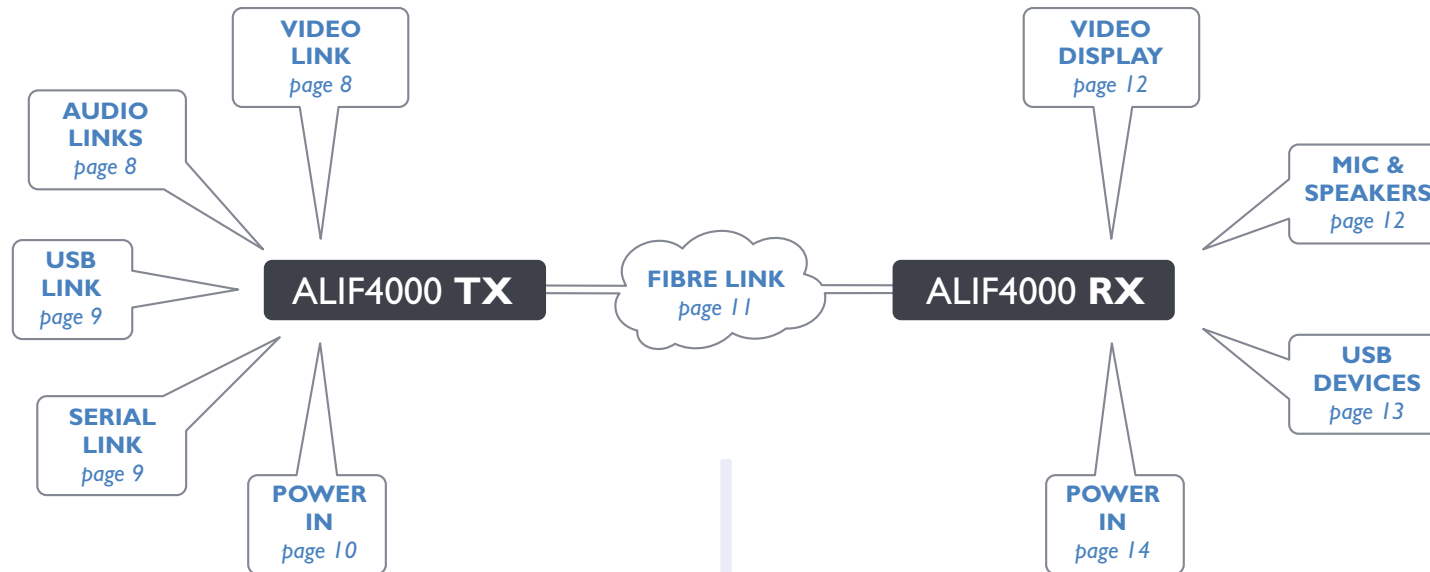 VIDEO
LINK
page 8
VIDEO
DISPLAY
page 12
AUDIO
LINKS
page 8
MIC &
SPEAKERS
page 12
USB
LINK
page 9
ALIF4000 TX
FIBRE LINK
page 11
ALIF4000 RX
USB
DEVICES
page 13
SERIAL
LINK
page 9
POWER
IN
page 10
POWER
IN
page 14